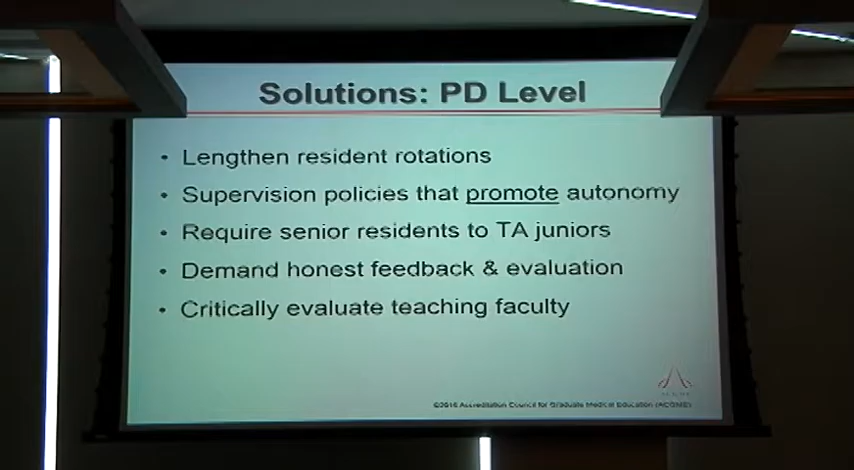 Solutions: PD Level
• Lengthen resident rotations
• Supervision policies that promote autonomy
• Require senior residents to TA juniors
• Demand honest feedback & evaluation
• Critically evaluate teaching faculty
Accreditation Council for Graduate Medical Education (ACGME)